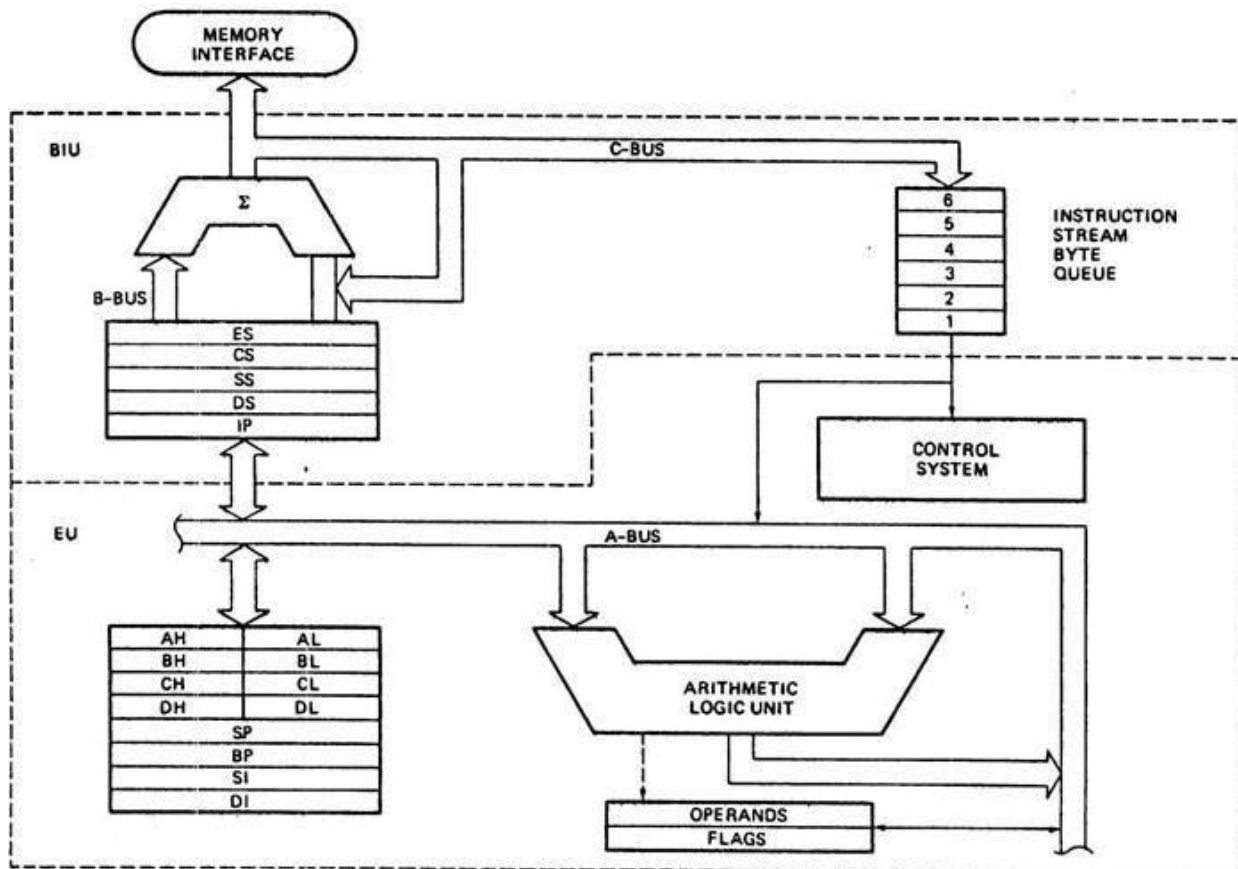 MEMORY
INTERFACE
BIU
C-BUS
Σ
B-BUS
6
5
4
3
2
1
INSTRUCTION
STREAM
BYTE
QUEUE
ES
CS
SS
DS
IP
CONTROL
SYSTEM
EU
A-BUS
AH AL
BH BL
CH CL
DH DL
SP
BP
SI
DI
ARITHMETIC
LOGIC UNIT
OPERANDS
FLAGS